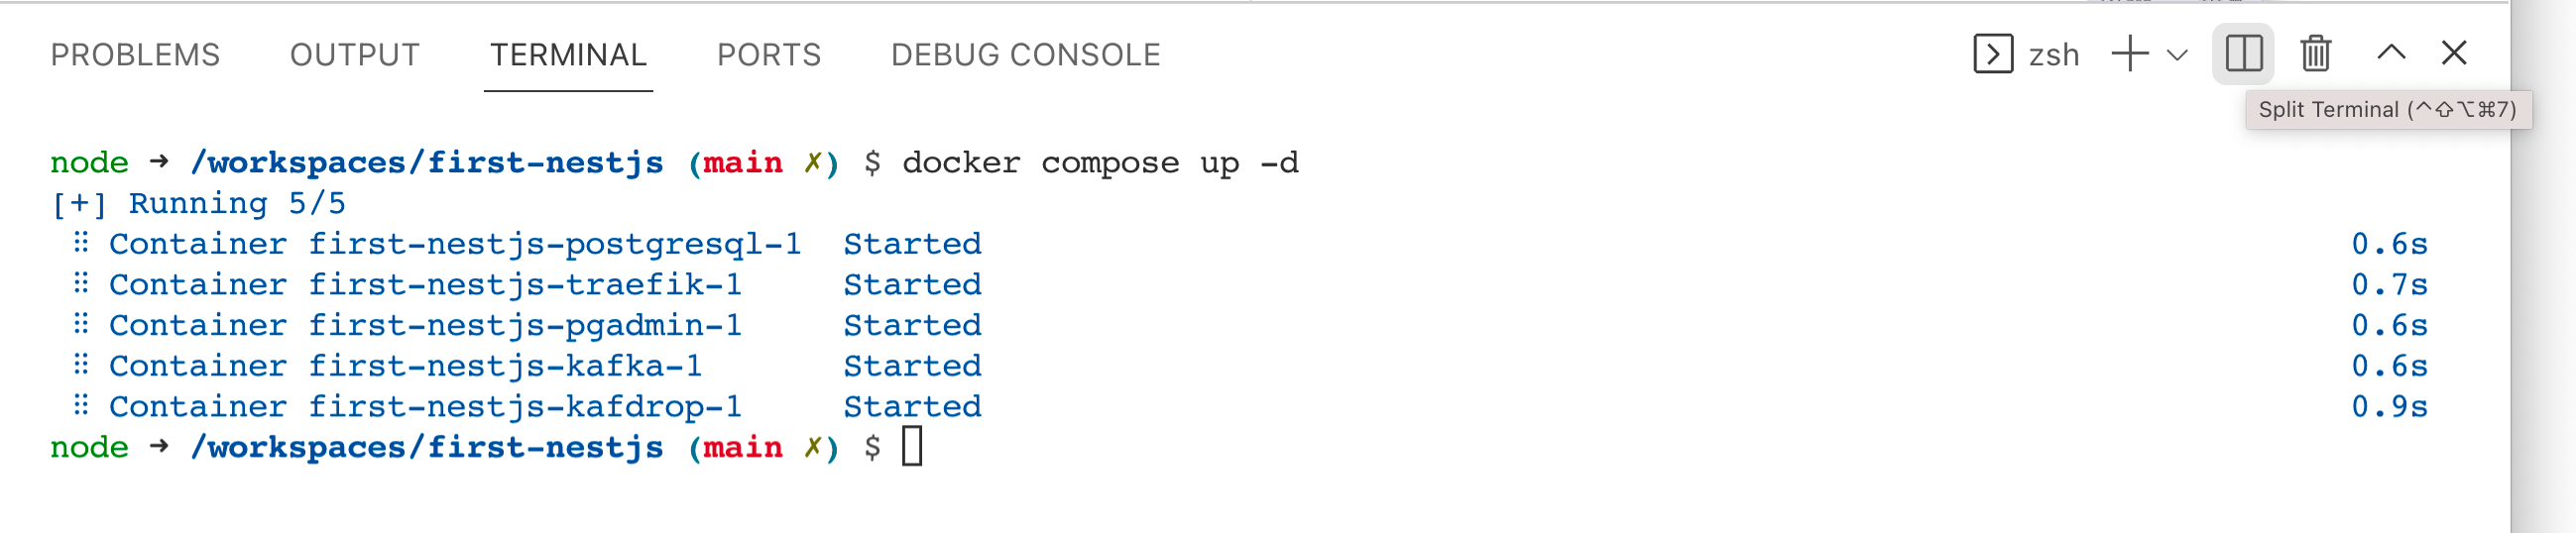 PROBLEMS OUTPUT TERMINAL PORTS DEBUG CONSOLE zsh
Split Terminal (^⇧⌥⌘7)
node ➜ /workspaces/first-nestjs (main ✗) $ docker compose up -d
[+] Running 5/5
⠿ Container first-nestjs-postgresql-1 Started 0.6s
⠿ Container first-nestjs-traefik-1 Started 0.7s
⠿ Container first-nestjs-pgadmin-1 Started 0.6s
⠿ Container first-nestjs-kafka-1 Started 0.6s
⠿ Container first-nestjs-kafdrop-1 Started 0.9s
node ➜ /workspaces/first-nestjs (main ✗) $